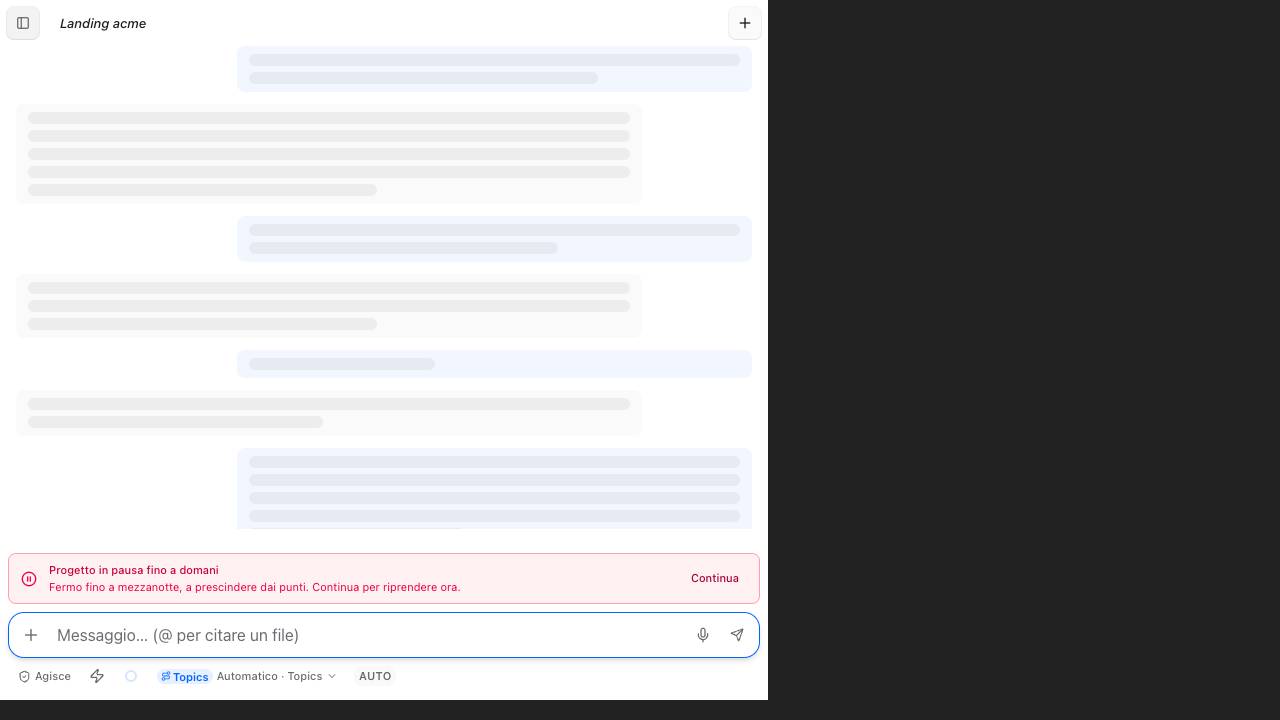 Landing acme
Progetto in pausa fino a domani
Fermo fino a mezzanotte, a prescindere dai punti. Continua per riprendere ora.
Continua
Messaggio... (@ per citare un file)
Agisce
Topics
Automatico · Topics
AUTO